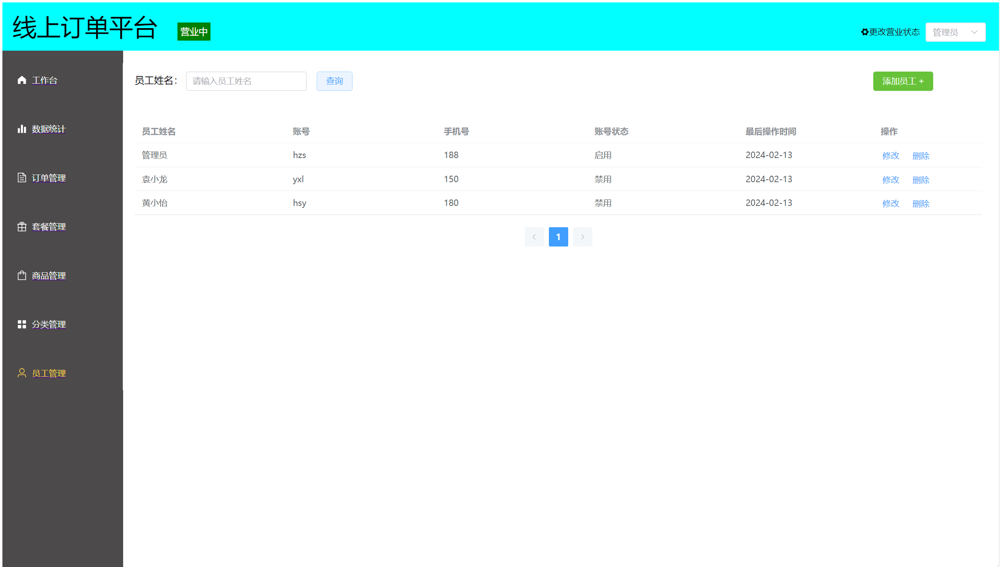 线上订单平台 营业中 更改营业状态 管理员
工作台
数据统计
订单管理
套餐管理
商品管理
分类管理
员工管理
员工姓名： 请输入员工姓名 查询 添加员工 +
员工姓名 账号 手机号 账号状态 最后操作时间 操作
管理员 hzs 188 启用 2024-02-13 修改 删除
袁小龙 yxl 150 禁用 2024-02-13 修改 删除
黄小怡 hsy 180 禁用 2024-02-13 修改 删除
1